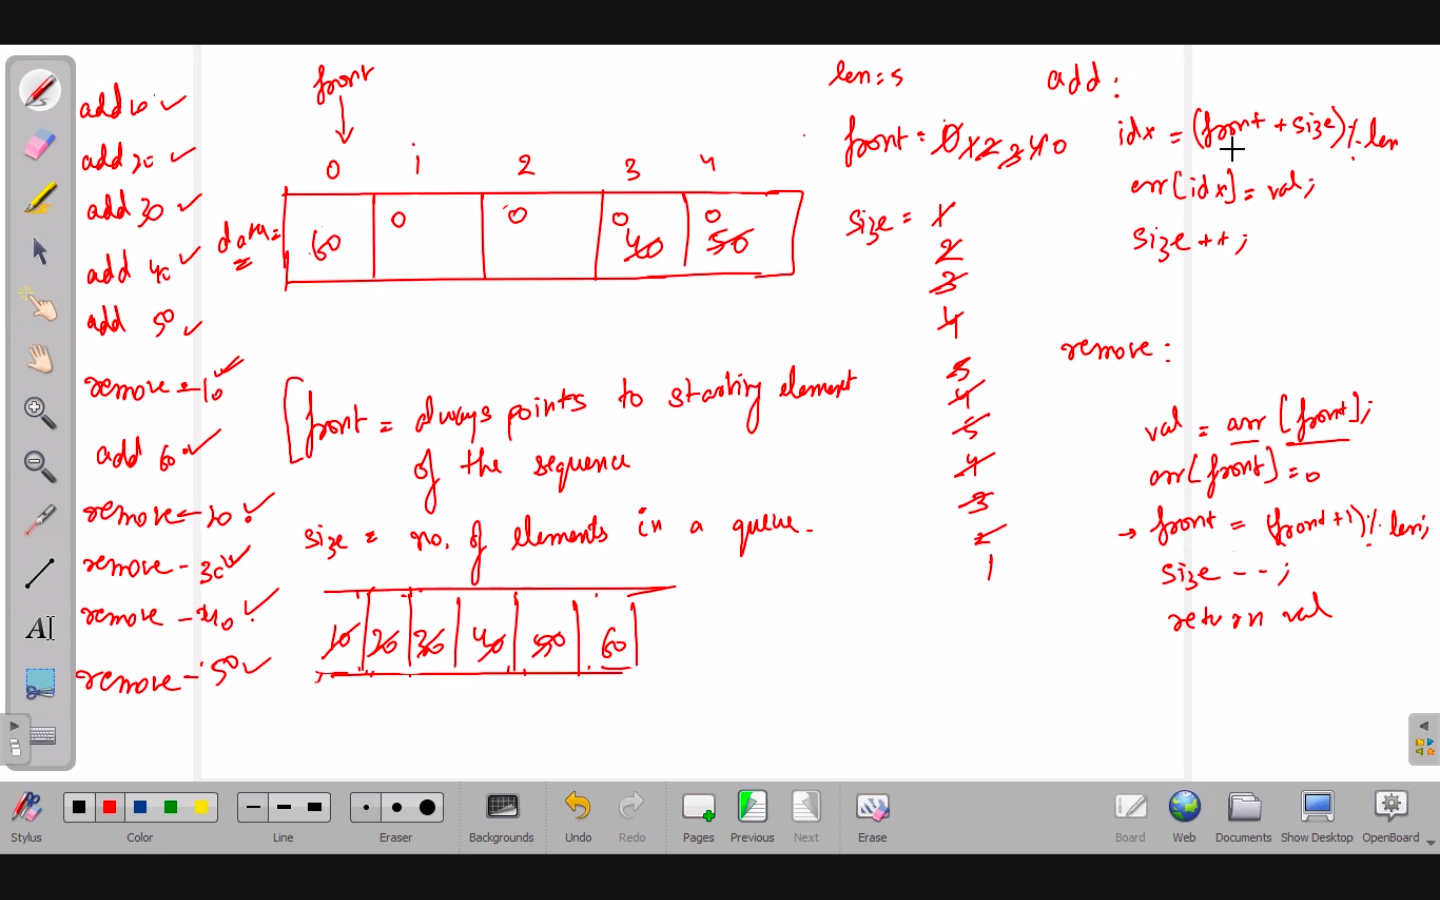 add 10 ✓
add 20 ✓
add 30 ✓
add 40 ✓
add 50 ✓
remove - 10 ✓
add 60 ✓
remove - 20 ✓
remove - 30 ✓
remove - 40 ✓
remove - 50 ✓
front
0 1 2 3 4
data =
60 0 0 0 0
40 50
front = always points to starting element
of the sequence
size = no. of elements in a queue.
10 20 30 40 50 60
len = 5
front = 0 1 2 3 4 0
size = 1
2
3
4
5
4
5
4
3
2
1
add :
idx = (front + size) % len
arr[idx] = val;
size++;
remove :
val = arr[front];
arr[front] = 0
→ front = (front+1) % len;
size--;
return val
Stylus
Color
Line
Eraser
Backgrounds
Undo
Redo
Pages
Previous
Next
Erase
Board
Web
Documents
Show Desktop
OpenBoard